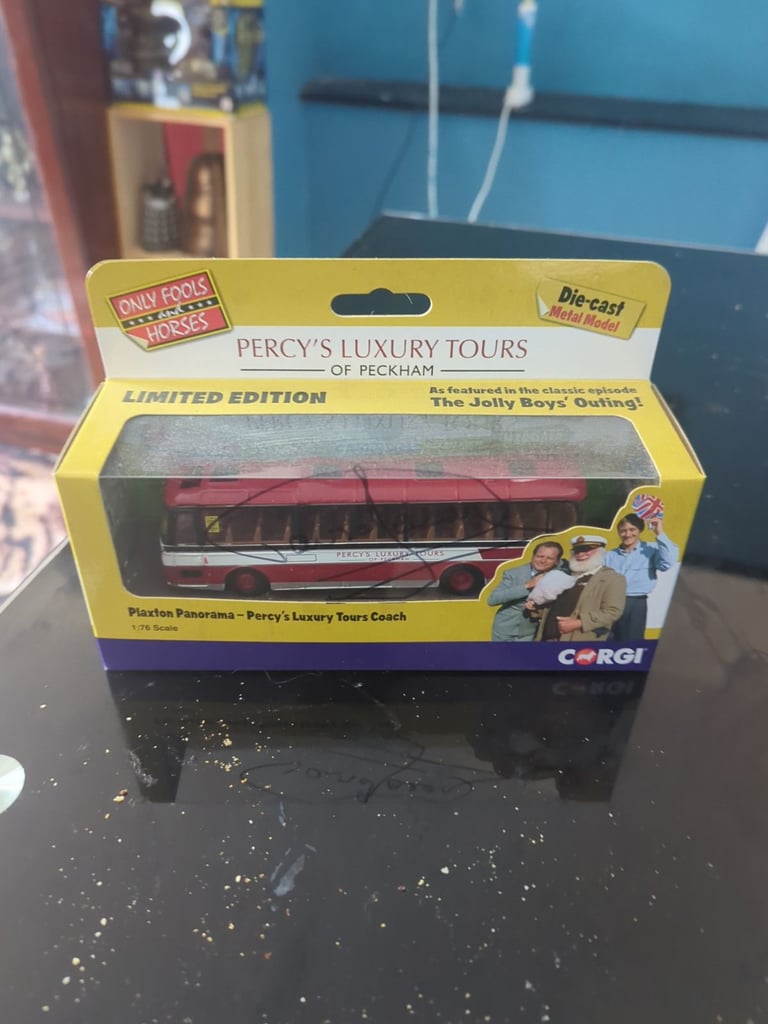 ONLY FOOLS
and
HORSES
Die-cast
Metal Model
PERCY'S LUXURY TOURS
OF PECKHAM
LIMITED EDITION
As featured in the classic episode
The Jolly Boys' Outing!
PERCY'S LUXURY TOURS
OF PECKHAM
Plaxton Panorama – Percy's Luxury Tours Coach
1:76 Scale
CORGI